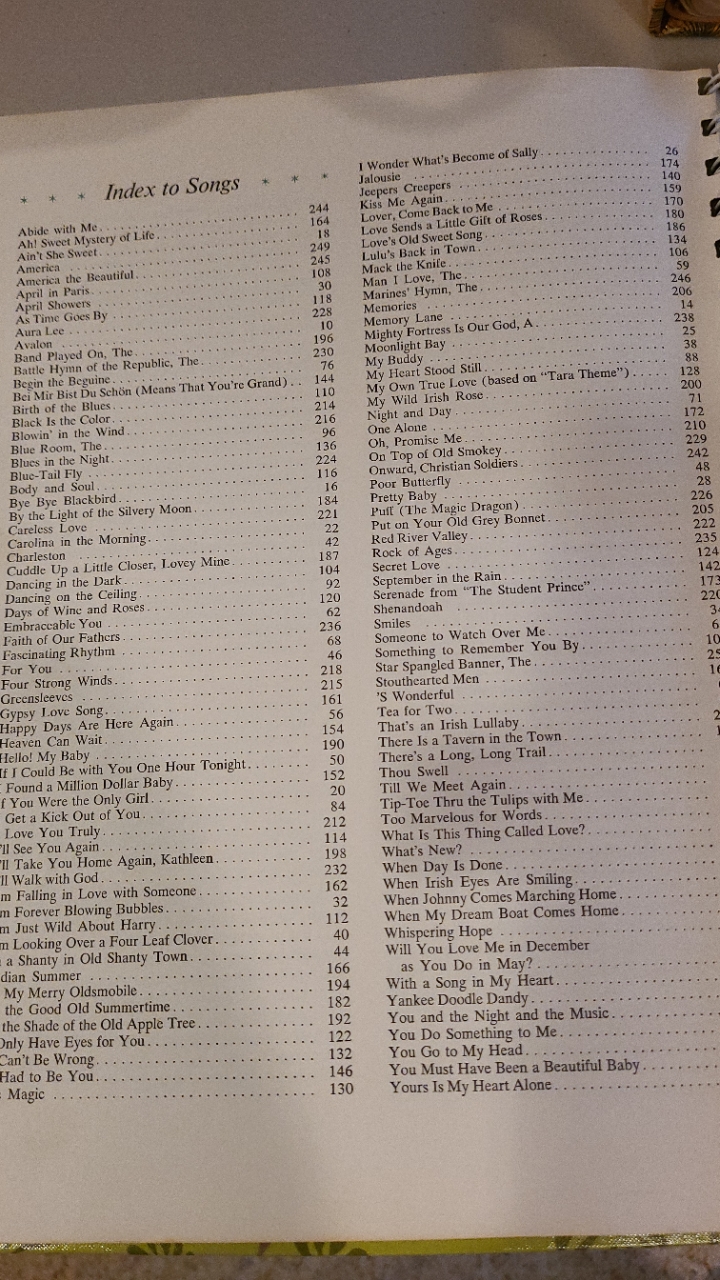 * * * Index to Songs * * *
Abide with Me 244
Ah! Sweet Mystery of Life 164
Ain't She Sweet 18
America 249
America the Beautiful 245
April in Paris 108
April Showers 30
As Time Goes By 118
Aura Lee 228
Avalon 10
Band Played On, The 196
Battle Hymn of the Republic, The 230
Begin the Beguine 76
Bei Mir Bist Du Schön (Means That You're Grand) 144
Birth of the Blues 110
Black Is the Color 214
Blowin' in the Wind 216
Blue Room, The 96
Blues in the Night 136
Blue-Tail Fly 224
Body and Soul 116
Bye Bye Blackbird 16
By the Light of the Silvery Moon 184
Careless Love 221
Carolina in the Morning 22
Charleston 42
Cuddle Up a Little Closer, Lovey Mine 187
Dancing in the Dark 104
Dancing on the Ceiling 92
Days of Wine and Roses 120
Embraceable You 62
Faith of Our Fathers 236
Fascinating Rhythm 68
For You 46
Four Strong Winds 218
Greensleeves 215
Gypsy Love Song 161
Happy Days Are Here Again 56
Heaven Can Wait 154
Hello! My Baby 190
If I Could Be with You One Hour Tonight 50
Found a Million Dollar Baby 152
f You Were the Only Girl 20
Get a Kick Out of You 84
Love You Truly 212
'll See You Again 114
'll Take You Home Again, Kathleen 198
'll Walk with God 232
m Falling in Love with Someone 162
m Forever Blowing Bubbles 32
m Just Wild About Harry 112
m Looking Over a Four Leaf Clover 40
a Shanty in Old Shanty Town 44
dian Summer 166
My Merry Oldsmobile 194
the Good Old Summertime 182
the Shade of the Old Apple Tree 192
Only Have Eyes for You 122
Can't Be Wrong 132
Had to Be You 146
Magic 130
I Wonder What's Become of Sally 26
Jalousie 174
Jeepers Creepers 140
Kiss Me Again 159
Lover, Come Back to Me 170
Love Sends a Little Gift of Roses 180
Love's Old Sweet Song 186
Lulu's Back in Town 134
Mack the Knife 106
Man I Love, The 59
Marines' Hymn, The 246
Memories 206
Memory Lane 14
Mighty Fortress Is Our God, A 238
Moonlight Bay 25
My Buddy 38
My Heart Stood Still 88
My Own True Love (based on "Tara Theme") 128
My Wild Irish Rose 200
Night and Day 71
One Alone 172
Oh, Promise Me 210
On Top of Old Smokey 229
Onward, Christian Soldiers 242
Poor Butterfly 48
Pretty Baby 28
Puff (The Magic Dragon) 226
Put on Your Old Grey Bonnet 205
Red River Valley 222
Rock of Ages 235
Secret Love 124
September in the Rain 142
Serenade from "The Student Prince" 173
Shenandoah
Smiles
Someone to Watch Over Me
Something to Remember You By
Star Spangled Banner, The
Stouthearted Men
'S Wonderful
Tea for Two
That's an Irish Lullaby
There Is a Tavern in the Town
There's a Long, Long Trail
Thou Swell
Till We Meet Again
Tip-Toe Thru the Tulips with Me
Too Marvelous for Words
What Is This Thing Called Love?
What's New?
When Day Is Done
When Irish Eyes Are Smiling
When Johnny Comes Marching Home
When My Dream Boat Comes Home
Whispering Hope
Will You Love Me in December
as You Do in May?
With a Song in My Heart
Yankee Doodle Dandy
You and the Night and the Music
You Do Something to Me
You Go to My Head
You Must Have Been a Beautiful Baby
Yours Is My Heart Alone